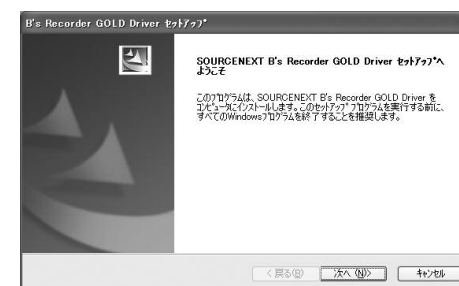 B's Recorder GOLD Driver ｾｯﾄｱｯﾌﾟ
SOURCENEXT B's Recorder GOLD Driver ｾｯﾄｱｯﾌﾟへ
ようこそ
このﾌﾟﾛｸﾞﾗﾑは、SOURCENEXT B's Recorder GOLD Driver を
ｺﾝﾋﾟｭｰﾀにｲﾝｽﾄｰﾙします。このｾｯﾄｱｯﾌﾟ ﾌﾟﾛｸﾞﾗﾑを実行する前に、
すべてのWindowsﾌﾟﾛｸﾞﾗﾑを終了することを推奨します。
< 戻る(B)
次へ (N)>
ｷｬﾝｾﾙ